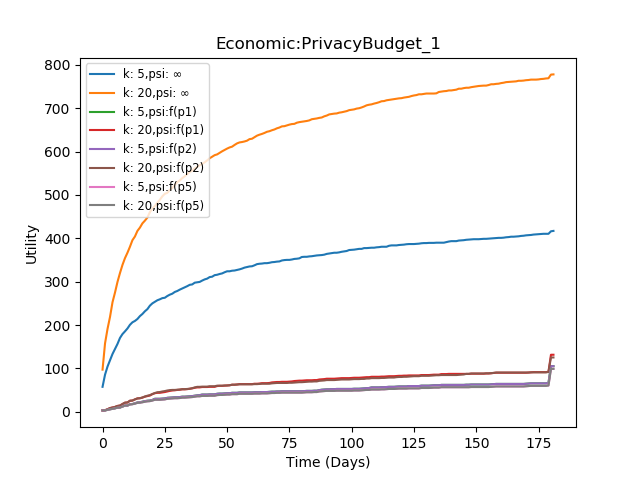 Economic:PrivacyBudget_1
800
700
600
500
400
300
200
100
0
Utility
k: 5,psi: ∞
k: 20,psi: ∞
k: 5,psi:f(p1)
k: 20,psi:f(p1)
k: 5,psi:f(p2)
k: 20,psi:f(p2)
k: 5,psi:f(p5)
k: 20,psi:f(p5)
0 25 50 75 100 125 150 175
Time (Days)